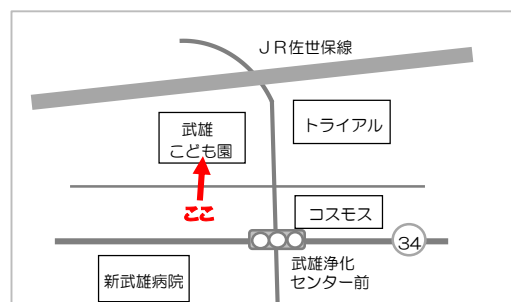 JR佐世保線
武雄
こども園
トライアル
ここ
コスモス
34
新武雄病院
武雄浄化
センター前